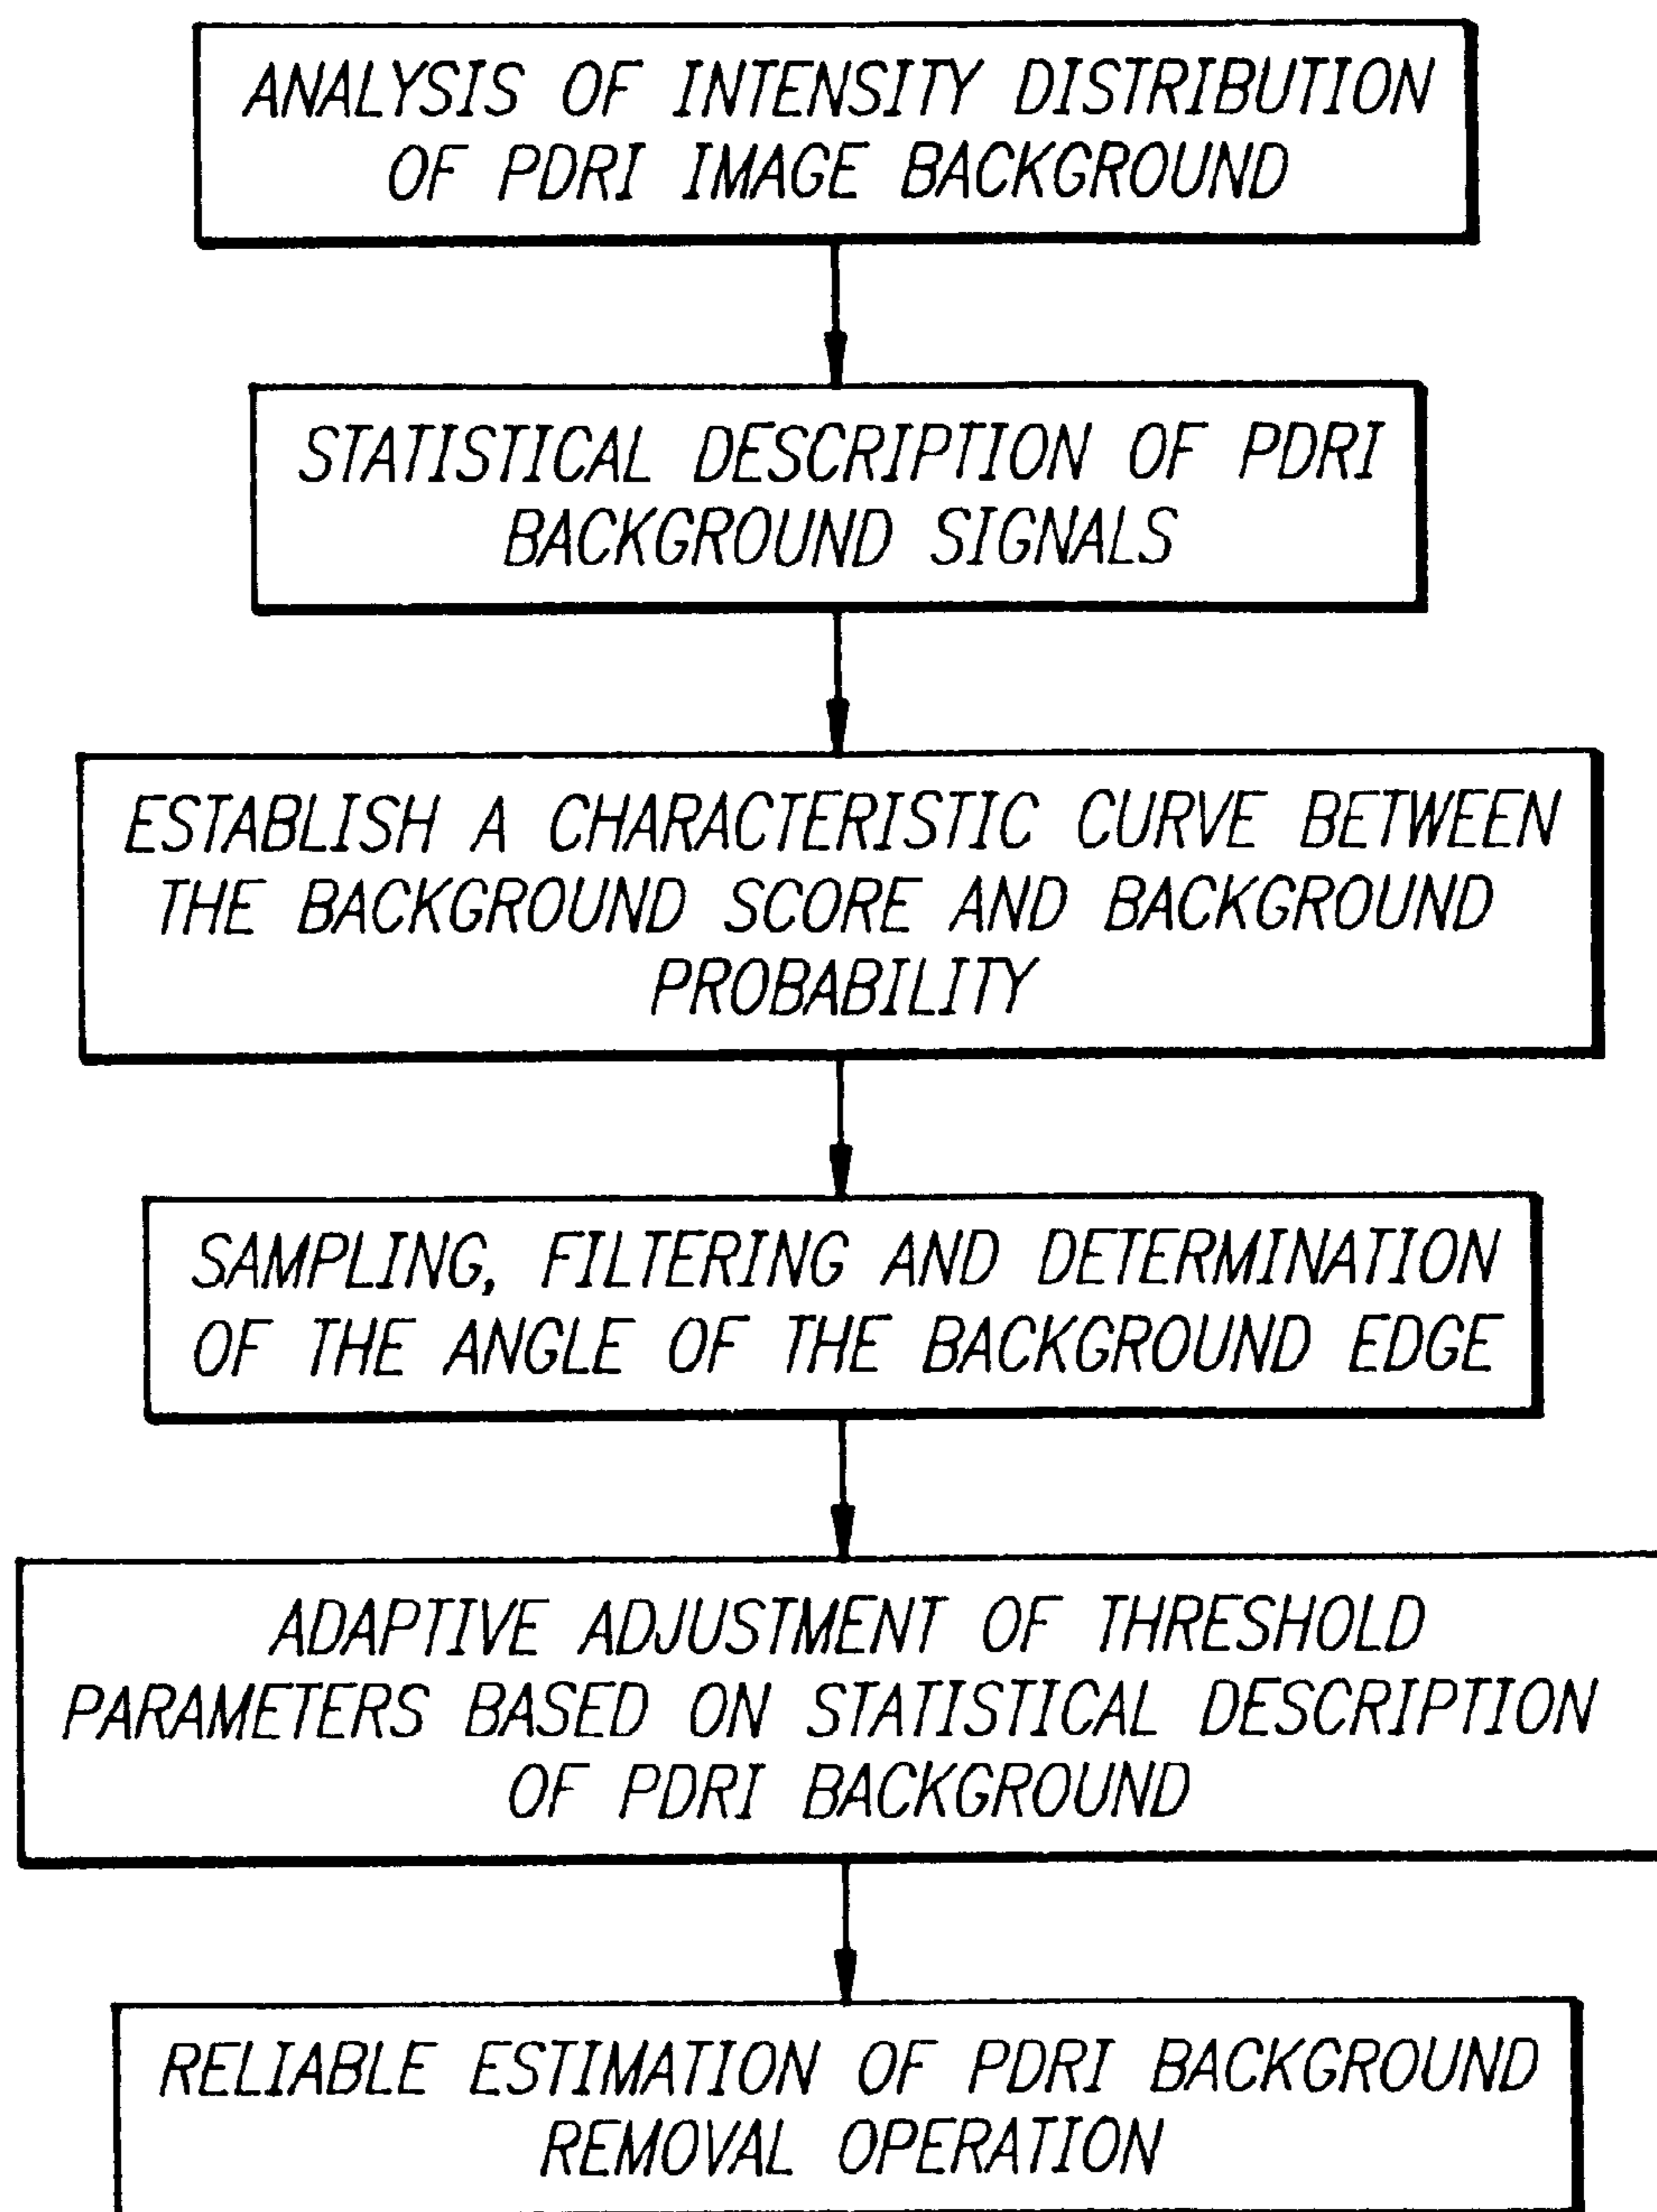 ANALYSIS OF INTENSITY DISTRIBUTION
OF PDRI IMAGE BACKGROUND
STATISTICAL DESCRIPTION OF PDRI
BACKGROUND SIGNALS
ESTABLISH A CHARACTERISTIC CURVE BETWEEN
THE BACKGROUND SCORE AND BACKGROUND
PROBABILITY
SAMPLING, FILTERING AND DETERMINATION
OF THE ANGLE OF THE BACKGROUND EDGE
ADAPTIVE ADJUSTMENT OF THRESHOLD
PARAMETERS BASED ON STATISTICAL DESCRIPTION
OF PDRI BACKGROUND
RELIABLE ESTIMATION OF PDRI BACKGROUND
REMOVAL OPERATION